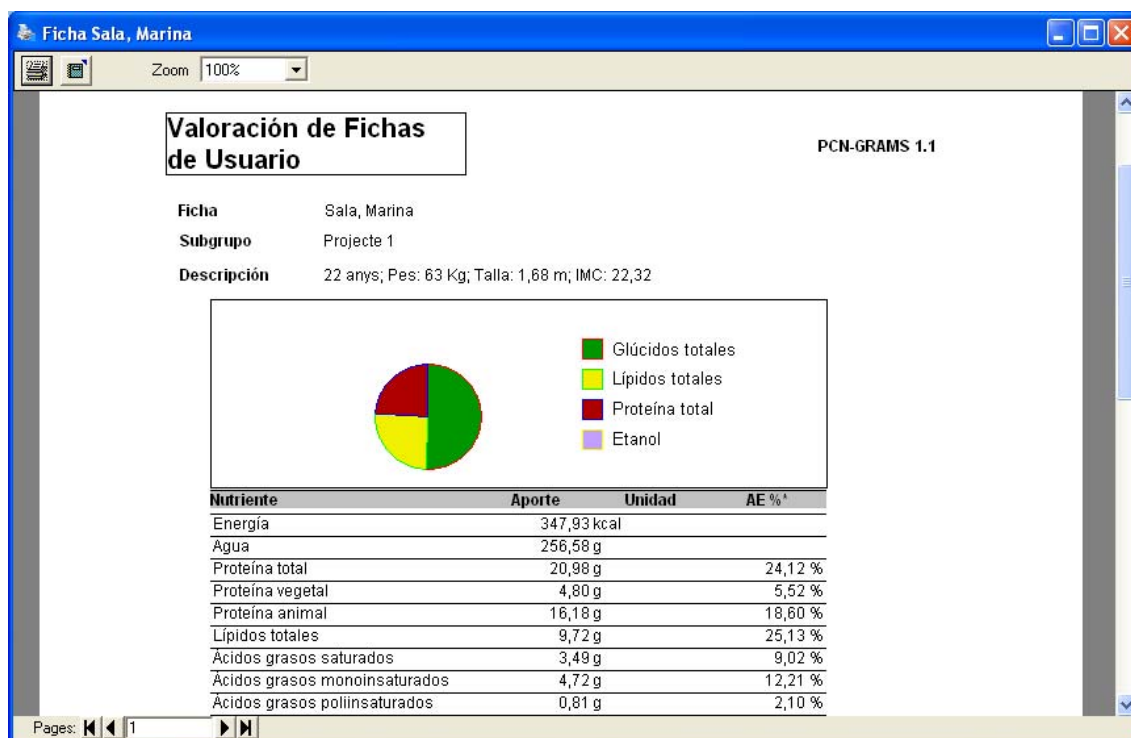 Ficha Sala, Marina
Zoom 100%
Valoración de Fichas
de Usuario
PCN-GRAMS 1.1
Ficha Sala, Marina
Subgrupo Projecte 1
Descripción 22 anys; Pes: 63 Kg; Talla: 1,68 m; IMC: 22,32
Glúcidos totales
Lípidos totales
Proteína total
Etanol
Nutriente Aporte Unidad AE %*
Energía 347,93 kcal
Agua 256,58 g
Proteína total 20,98 g 24,12 %
Proteína vegetal 4,80 g 5,52 %
Proteína animal 16,18 g 18,60 %
Lípidos totales 9,72 g 25,13 %
Ácidos grasos saturados 3,49 g 9,02 %
Ácidos grasos monoinsaturados 4,72 g 12,21 %
Ácidos grasos poliinsaturados 0,81 g 2,10 %
Pages: 1